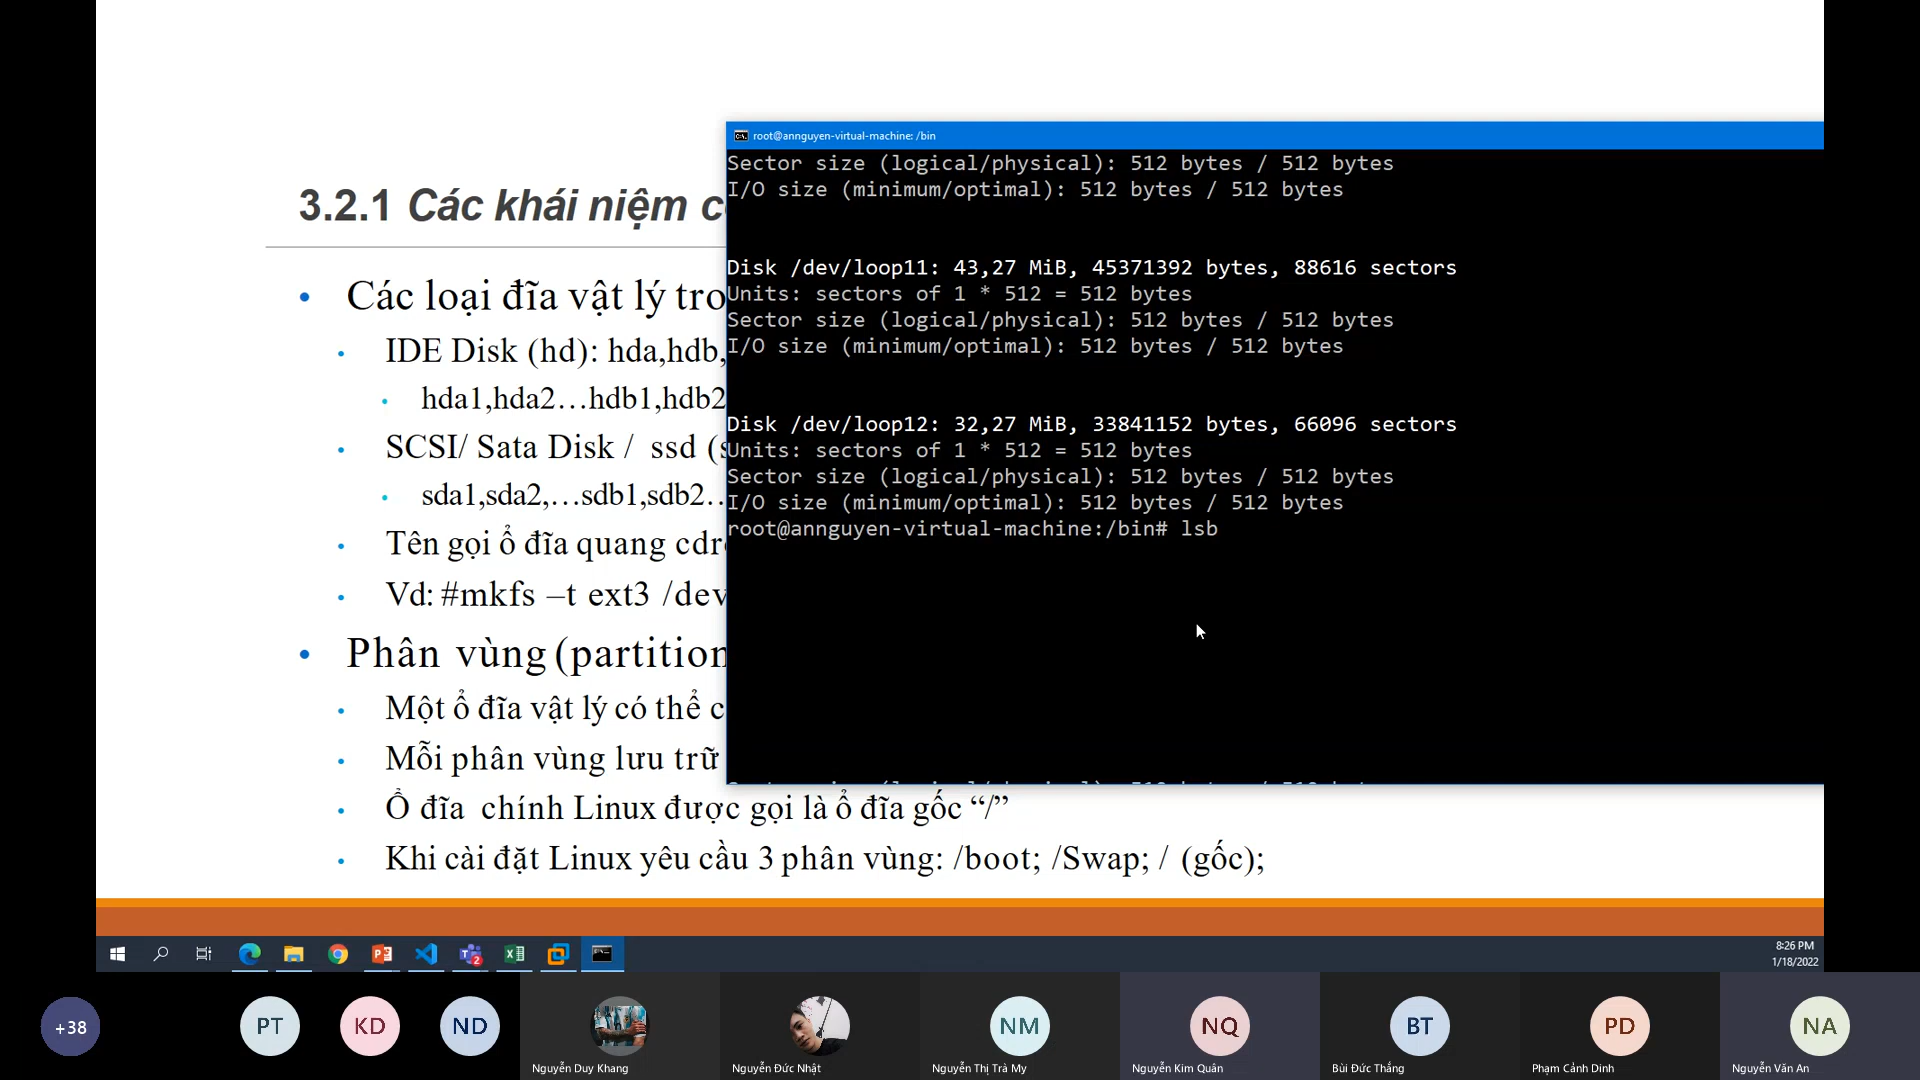 3.2.1 Các khái niệm c
Các loại đĩa vật lý tro
IDE Disk (hd): hda,hdb,
hda1,hda2…hdb1,hdb2
SCSI/ Sata Disk / ssd (s
sda1,sda2,…sdb1,sdb2…
Tên gọi ổ đĩa quang cdr
Vd: #mkfs –t ext3 /dev
Phân vùng (partition
Một ổ đĩa vật lý có thể c
Mỗi phân vùng lưu trữ
Ổ đĩa chính Linux được gọi là ổ đĩa gốc “/”
Khi cài đặt Linux yêu cầu 3 phân vùng: /boot; /Swap; / (gốc);
root@annguyen-virtual-machine: /bin
Sector size (logical/physical): 512 bytes / 512 bytes
I/O size (minimum/optimal): 512 bytes / 512 bytes
Disk /dev/loop11: 43,27 MiB, 45371392 bytes, 88616 sectors
Units: sectors of 1 * 512 = 512 bytes
Sector size (logical/physical): 512 bytes / 512 bytes
I/O size (minimum/optimal): 512 bytes / 512 bytes
Disk /dev/loop12: 32,27 MiB, 33841152 bytes, 66096 sectors
Units: sectors of 1 * 512 = 512 bytes
Sector size (logical/physical): 512 bytes / 512 bytes
I/O size (minimum/optimal): 512 bytes / 512 bytes
root@annguyen-virtual-machine:/bin# lsb
8:26 PM
1/18/2022
+38
PT
KD
ND
NM
NQ
BT
PD
NA
Nguyễn Duy Khang
Nguyễn Đức Nhật
Nguyễn Thị Trà My
Nguyễn Kim Quân
Bùi Đức Thắng
Phạm Cảnh Dinh
Nguyễn Văn An